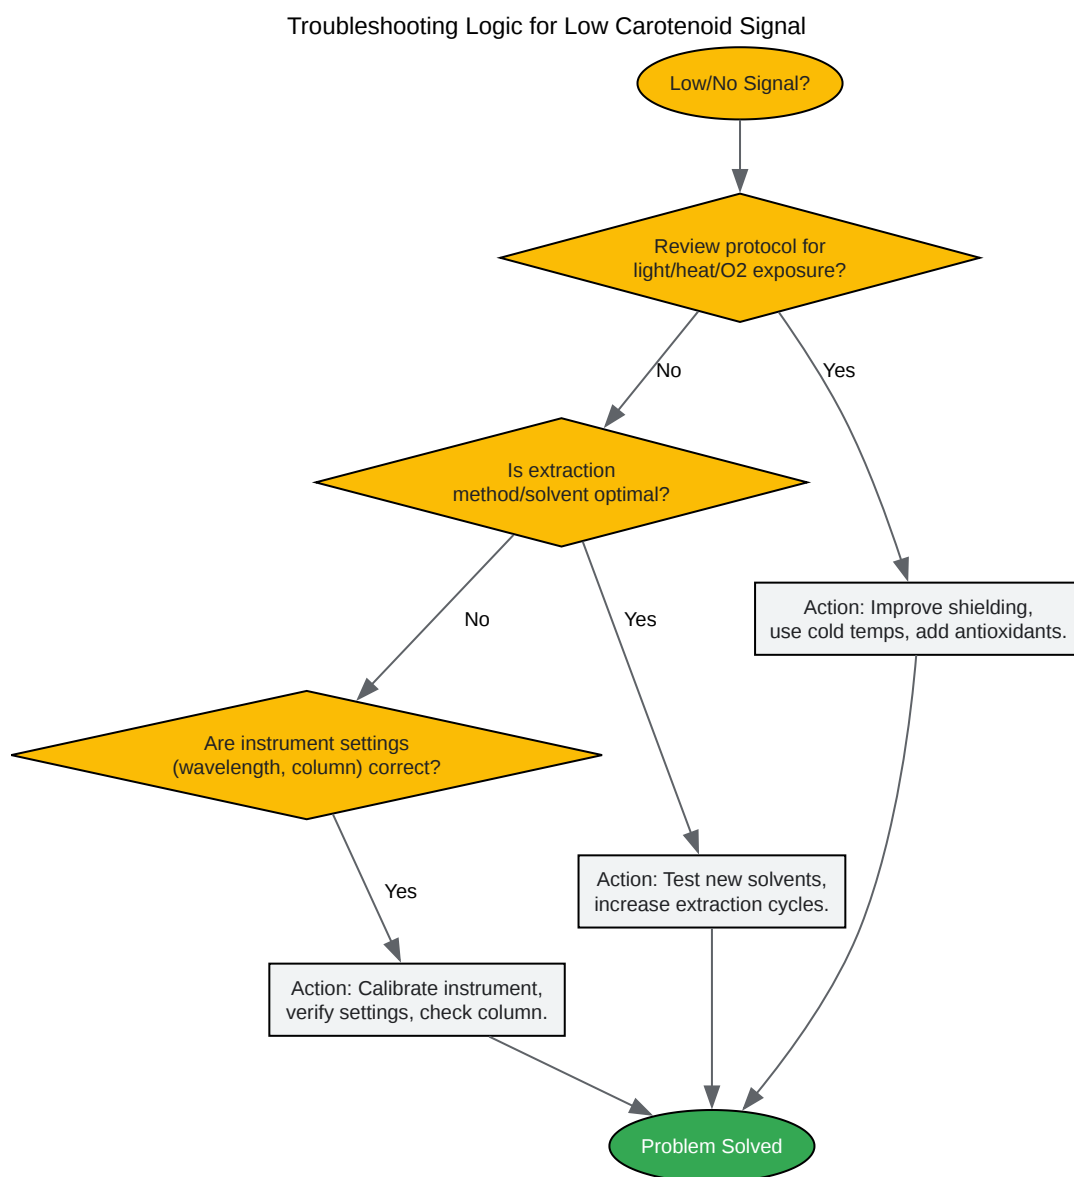 Troubleshooting Logic for Low Carotenoid Signal
Low/No Signal?
Review protocol for
light/heat/O2 exposure?
No
Yes
Is extraction
method/solvent optimal?
No
Yes
Action: Improve shielding,
use cold temps, add antioxidants.
Are instrument settings
(wavelength, column) correct?
Yes
Action: Test new solvents,
increase extraction cycles.
Action: Calibrate instrument,
verify settings, check column.
Problem Solved